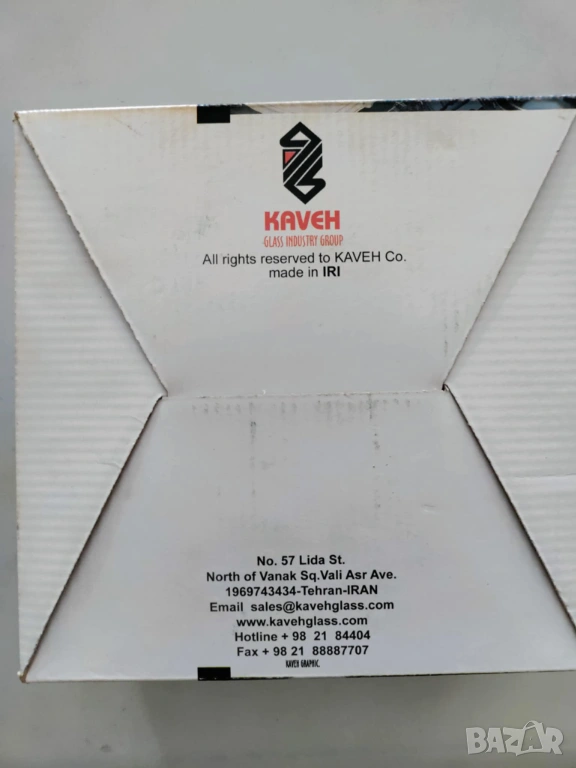 KAVEH
GLASS INDUSTRY GROUP
All rights reserved to KAVEH Co.
made in IRI
No. 57 Lida St.
North of Vanak Sq.Vali Asr Ave.
1969743434-Tehran-IRAN
Email sales@kavehglass.com
www.kavehglass.com
Hotline + 98 21 84404
Fax + 98 21 88887707
KAVEH GRAPHIC.
BAZAR